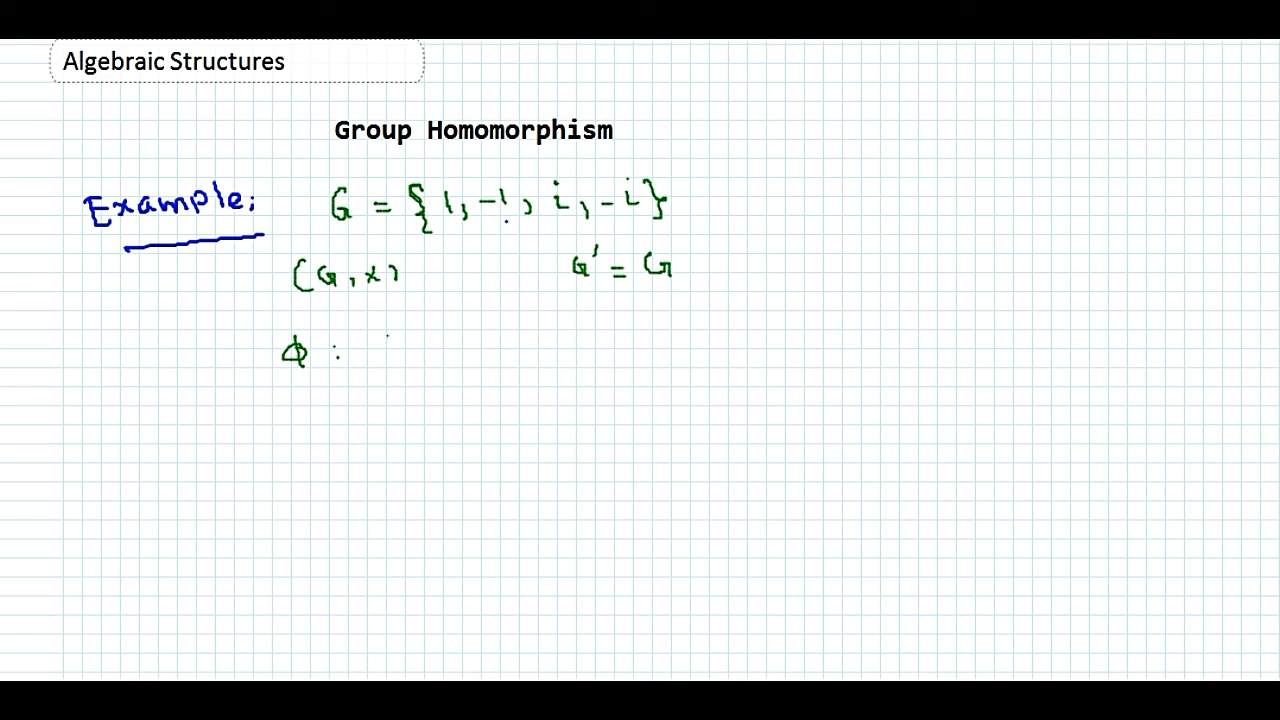 Algebraic Structures
Group Homomorphism
Example: G = {1, -1, i, -i}
(G, x) G' = G
Φ :